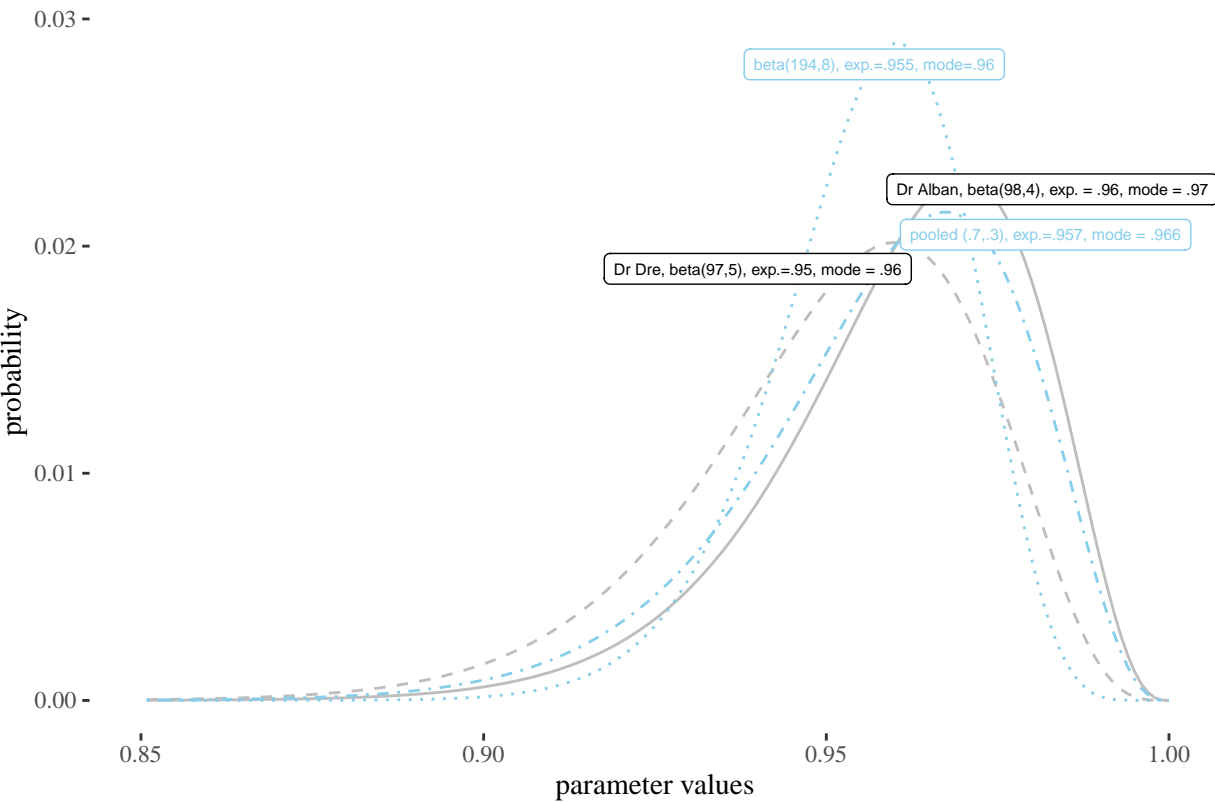 0.03
beta(194,8), exp.=.955, mode=.96
Dr Alban, beta(98,4), exp. = .96, mode = .97
pooled (.7,.3), exp.=.957, mode = .966
0.02
Dr Dre, beta(97,5), exp.=.95, mode = .96
probability
0.01
0.00
0.85
0.90
0.95
1.00
parameter values